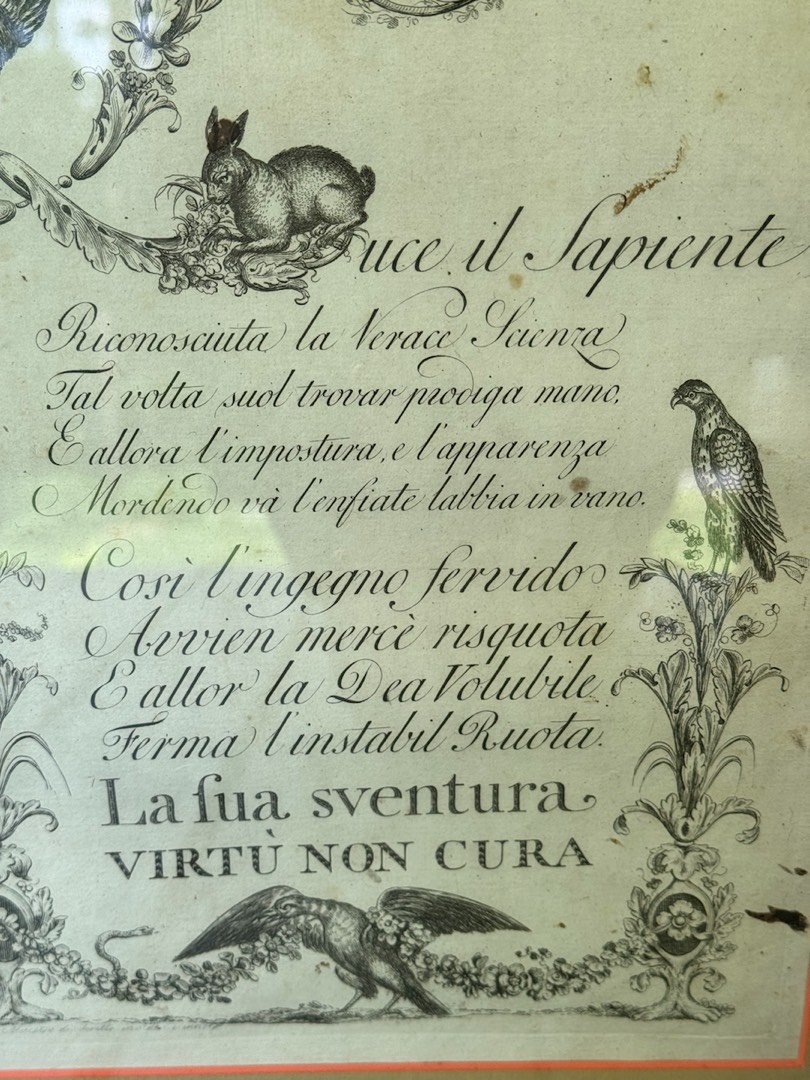 uce il Sapiente
Riconosciuta la Verace Scienza
Tal volta suol trovar prodiga mano,
E allora l'impostura, e l'apparenza
Mordendo và l'enfiate labbia in vano.
Così l'ingegno fervido
Avvien mercè risquota
E allor la Dea Volubile
Ferma l'instabil Ruota.
La sua sventura
VIRTÙ NON CURA